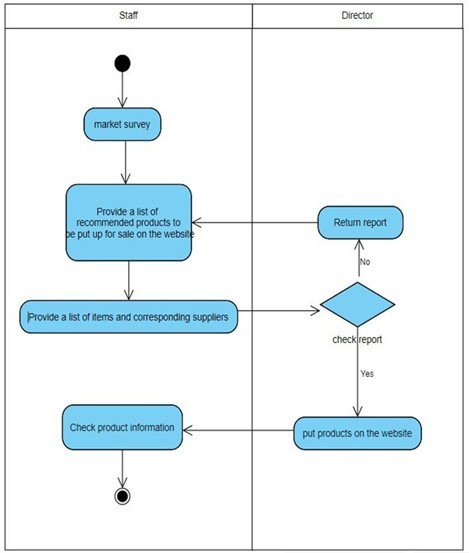 Staff
Director
market survey
Provide a list of
recommended products to
be put up for sale on the website
Return report
No
Provide a list of items and corresponding suppliers
check report
Yes
Check product information
put products on the website